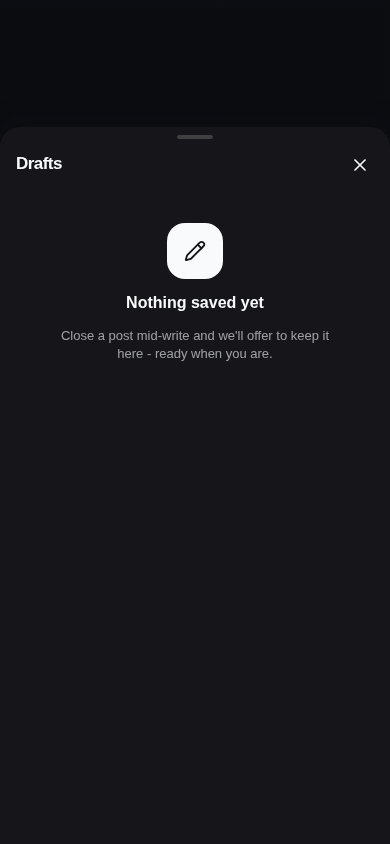 Drafts
Nothing saved yet
Close a post mid-write and we'll offer to keep it
here - ready when you are.